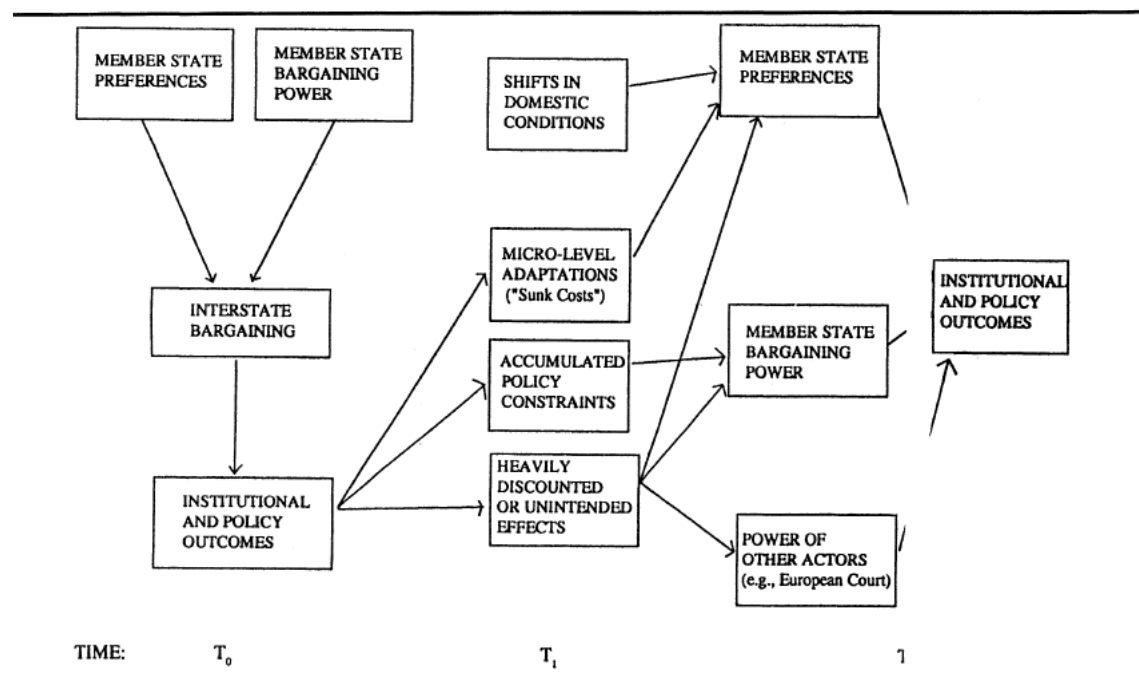 MEMBER STATE
PREFERENCES
MEMBER STATE
BARGAINING
POWER
INTERSTATE
BARGAINING
INSTITUTIONAL
AND POLICY
OUTCOMES
SHIFTS IN
DOMESTIC
CONDITIONS
MICRO-LEVEL
ADAPTATIONS
("Sunk Costs")
ACCUMULATED
POLICY
CONSTRAINTS
HEAVILY
DISCOUNTED
OR UNINTENDED
EFFECTS
MEMBER STATE
PREFERENCES
MEMBER STATE
BARGAINING
POWER
POWER OF
OTHER ACTORS
(e.g., European Court)
INSTITUTIONAL
AND POLICY
OUTCOMES
TIME: T₀ T₁